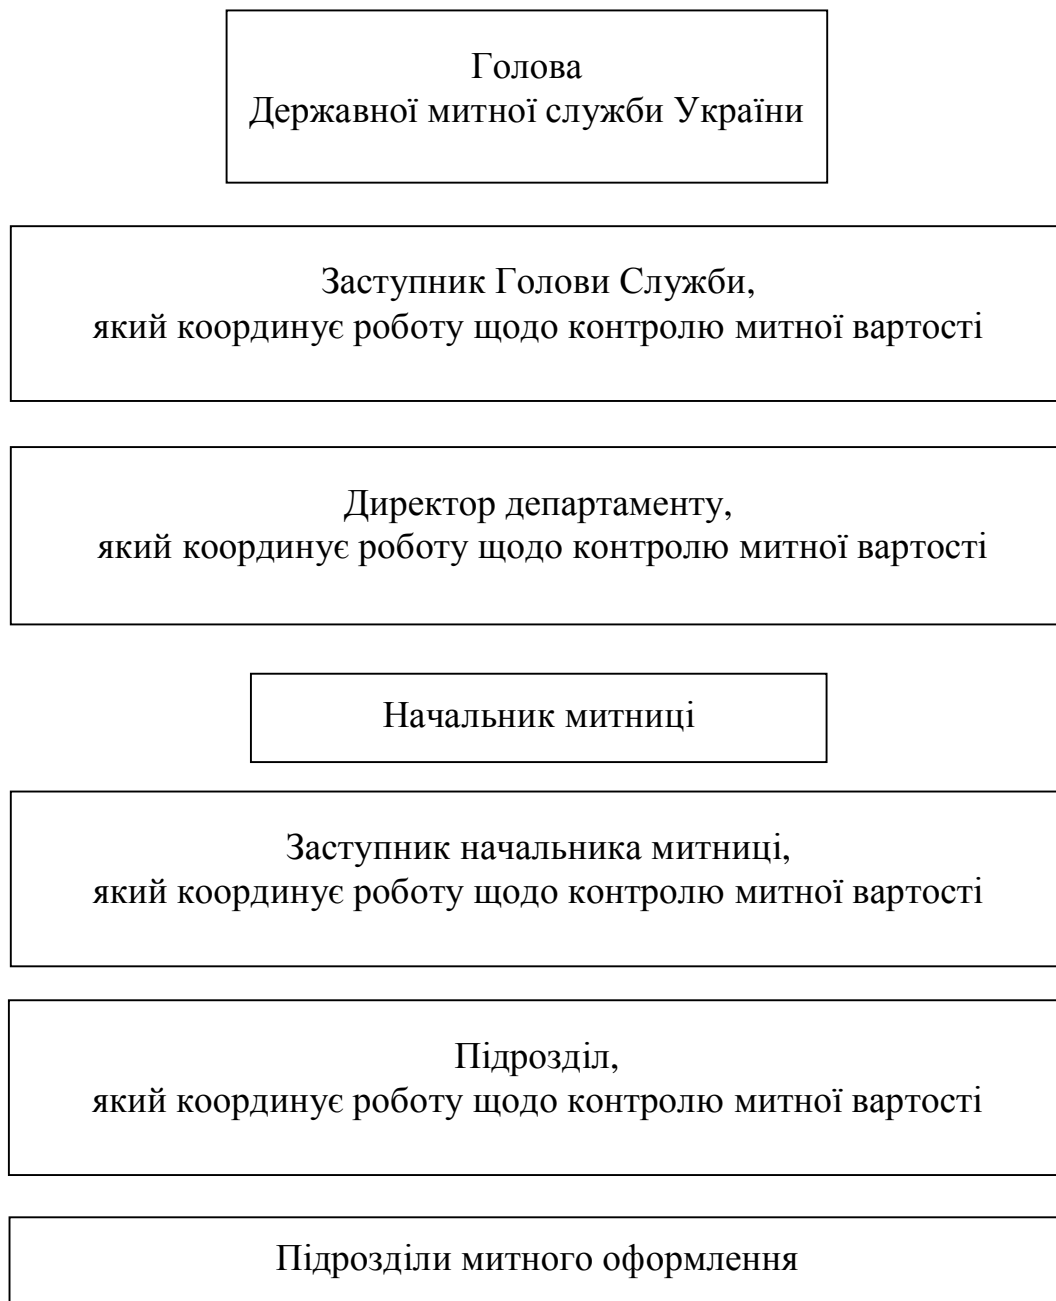 Голова
Державної митної служби України
Заступник Голови Служби,
який координує роботу щодо контролю митної вартості
Директор департаменту,
який координує роботу щодо контролю митної вартості
Начальник митниці
Заступник начальника митниці,
який координує роботу щодо контролю митної вартості
Підрозділ,
який координує роботу щодо контролю митної вартості
Підрозділи митного оформлення